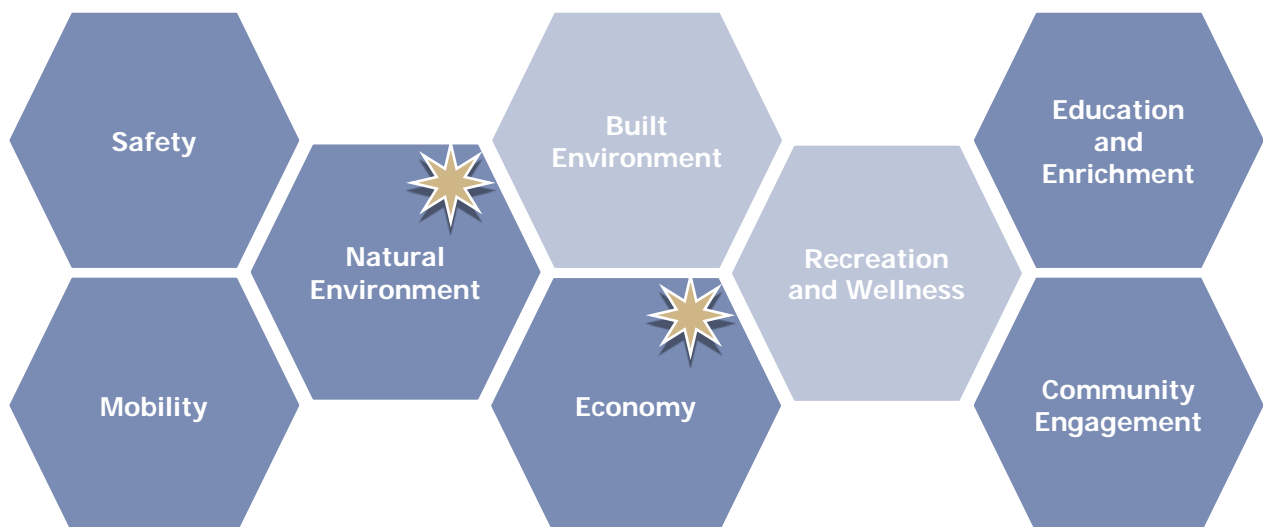 Safety
Mobility
Natural
Environment
Built
Environment
Economy
Recreation
and Wellness
Education
and
Enrichment
Community
Engagement